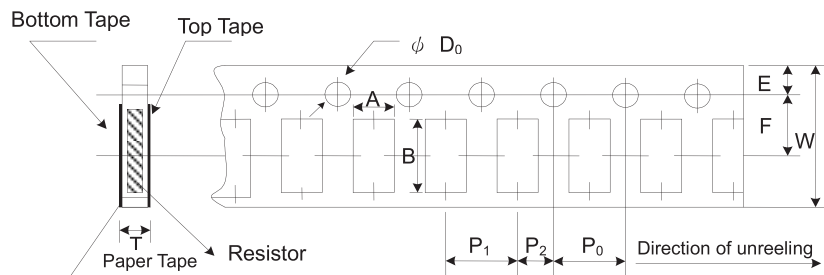 Bottom Tape
Top Tape
ϕ D₀
A
B
E
F
W
T
Paper Tape
Resistor
P₁
P₂
P₀
Direction of unreeling